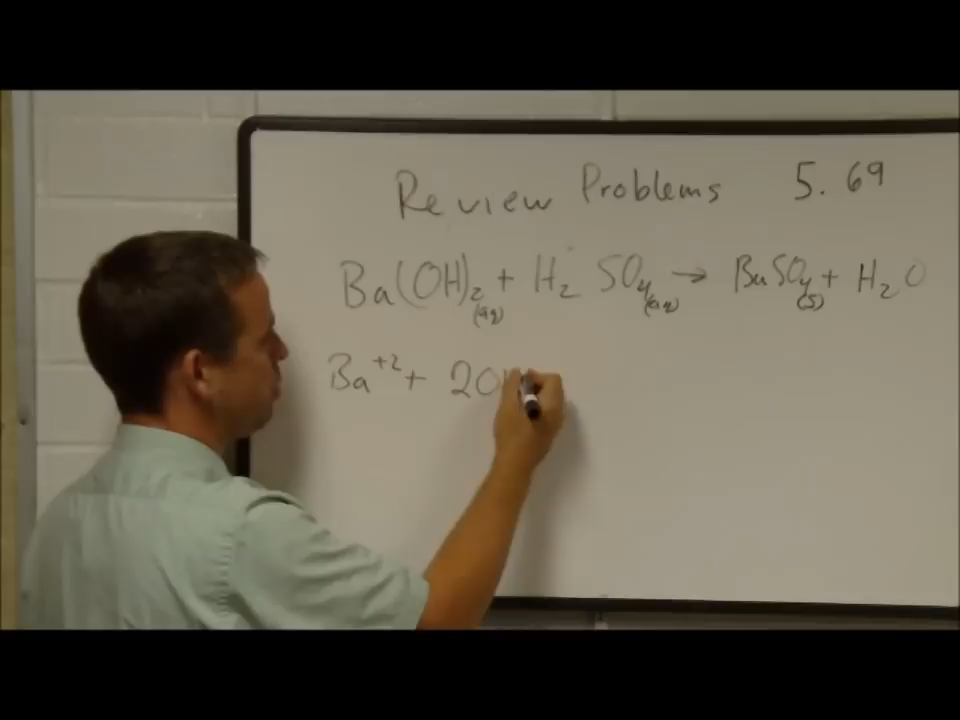 Review Problems 5.69
Ba(OH)₂(aq) + H₂ SO₄(aq) → BaSO₄(s) + H₂O
Ba⁺² + 2O